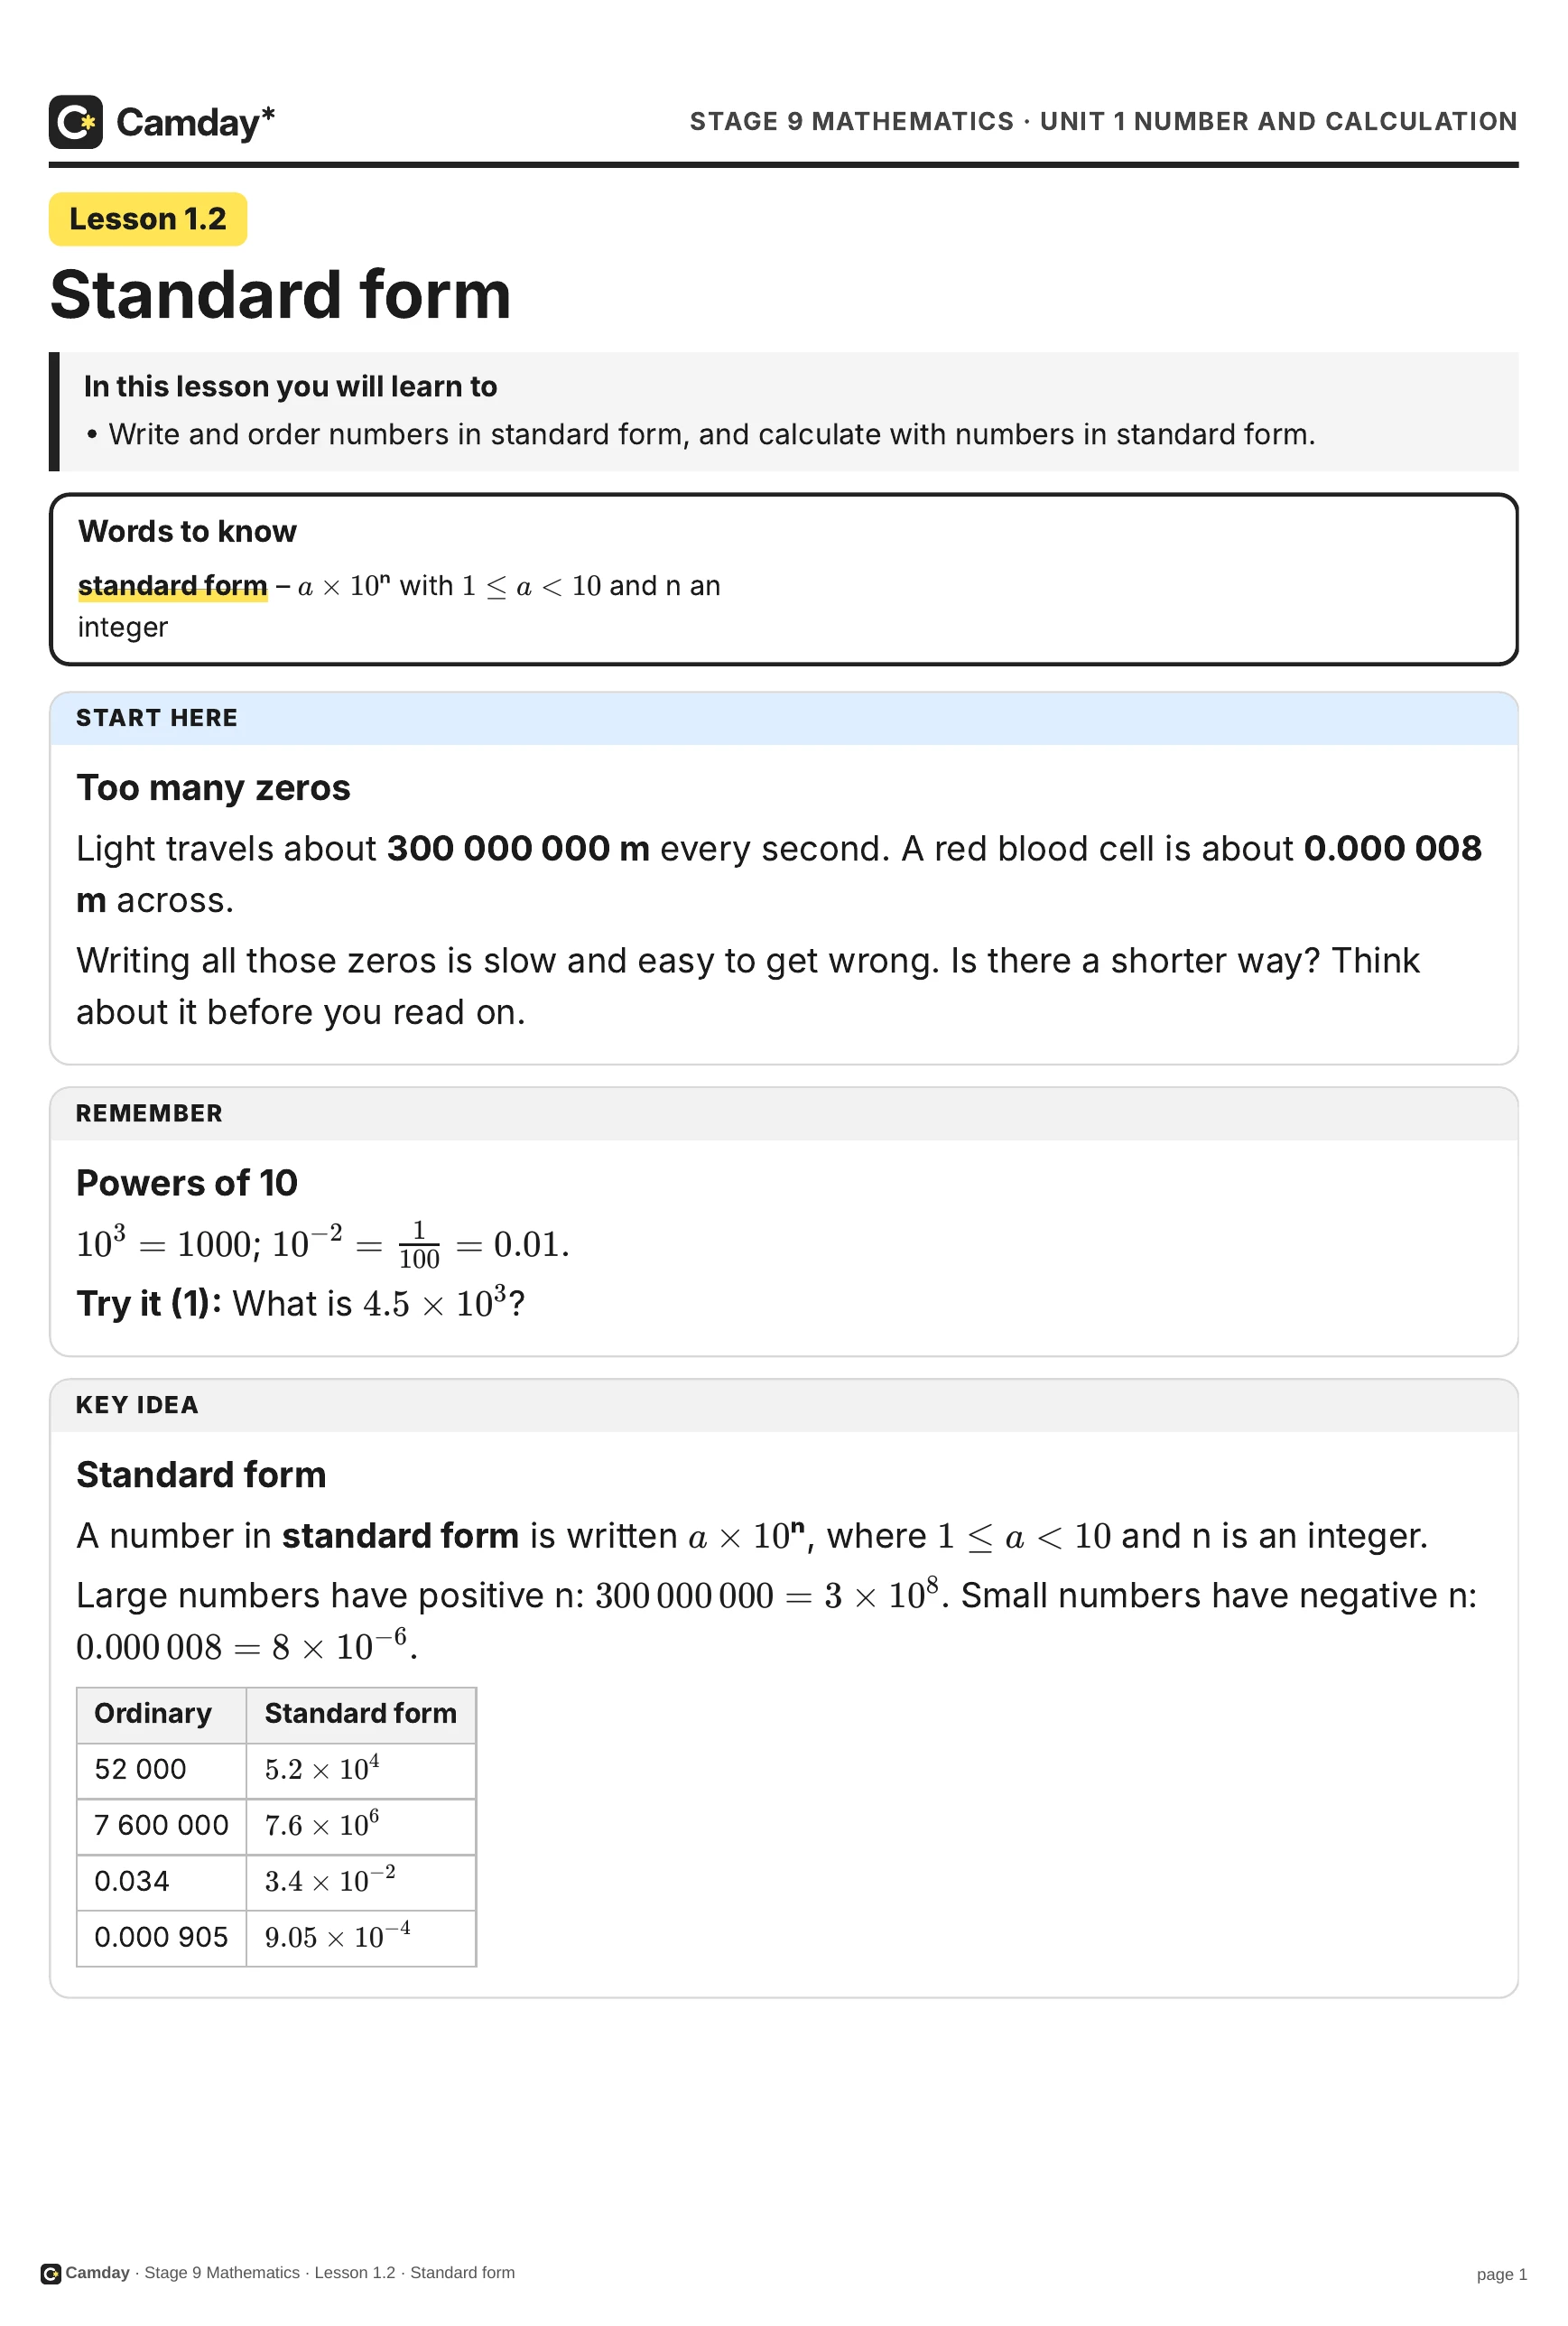 Camday*
STAGE 9 MATHEMATICS · UNIT 1 NUMBER AND CALCULATION
Lesson 1.2
Standard form
In this lesson you will learn to
• Write and order numbers in standard form, and calculate with numbers in standard form.
Words to know
standard form – a × 10ⁿ with 1 ≤ a < 10 and n an
integer
START HERE
Too many zeros
Light travels about 300 000 000 m every second. A red blood cell is about 0.000 008
m across.
Writing all those zeros is slow and easy to get wrong. Is there a shorter way? Think
about it before you read on.
REMEMBER
Powers of 10
10³ = 1000; 10⁻² = 1/100 = 0.01.
Try it (1): What is 4.5 × 10³?
KEY IDEA
Standard form
A number in standard form is written a × 10ⁿ, where 1 ≤ a < 10 and n is an integer.
Large numbers have positive n: 300 000 000 = 3 × 10⁸. Small numbers have negative n:
0.000 008 = 8 × 10⁻⁶.
Ordinary Standard form
52 000 5.2 × 10⁴
7 600 000 7.6 × 10⁶
0.034 3.4 × 10⁻²
0.000 905 9.05 × 10⁻⁴
Camday · Stage 9 Mathematics · Lesson 1.2 · Standard form
page 1